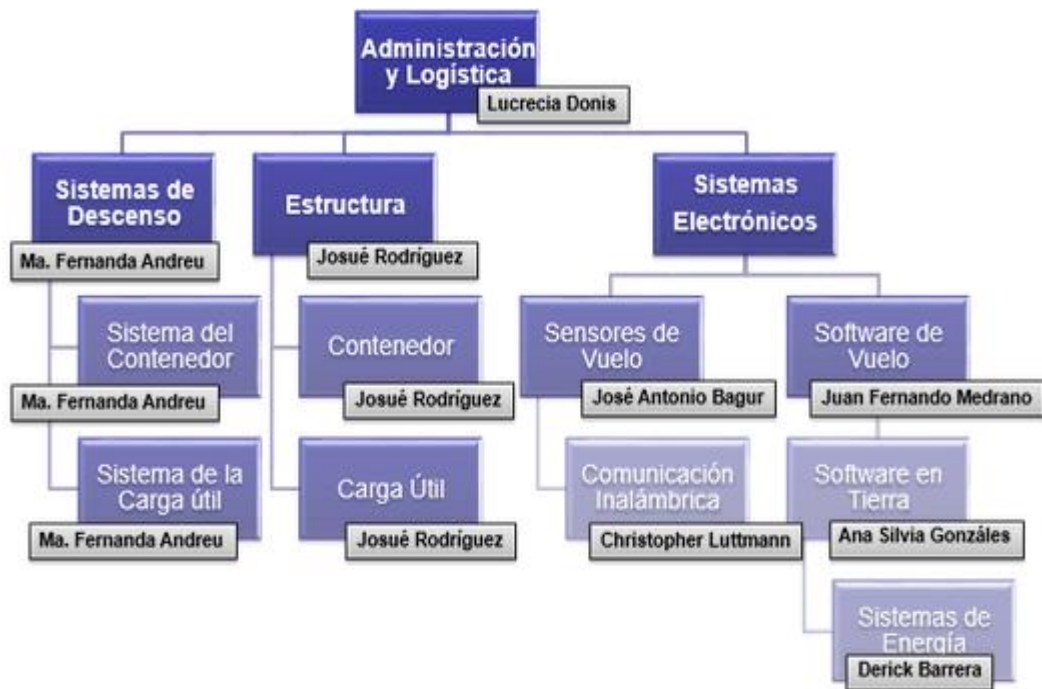 Administración
y Logística
Lucrecia Donis
Sistemas de
Descenso
Ma. Fernanda Andreu
Estructura
Josué Rodríguez
Sistemas
Electrónicos
Sistema del
Contenedor
Ma. Fernanda Andreu
Contenedor
Josué Rodríguez
Sensores de
Vuelo
José Antonio Bagur
Software de
Vuelo
Juan Fernando Medrano
Sistema de la
Carga útil
Ma. Fernanda Andreu
Carga Útil
Josué Rodríguez
Comunicación
Inalámbrica
Christopher Luttmann
Software en
Tierra
Ana Silvia Gonzáles
Sistemas de
Energía
Derick Barrera